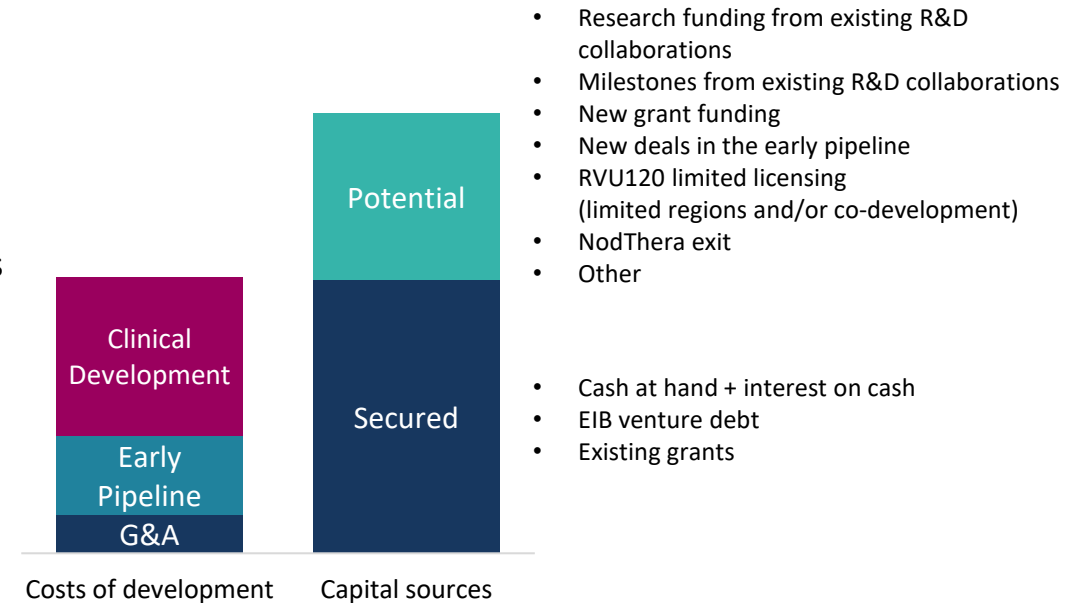 • Research funding from existing R&D
collaborations
• Milestones from existing R&D collaborations
• New grant funding
• New deals in the early pipeline
• RVU120 limited licensing
(limited regions and/or co-development)
• NodThera exit
• Other
Potential
s
Clinical
Development
Early
Pipeline
G&A
Secured
• Cash at hand + interest on cash
• EIB venture debt
• Existing grants
Costs of development
Capital sources